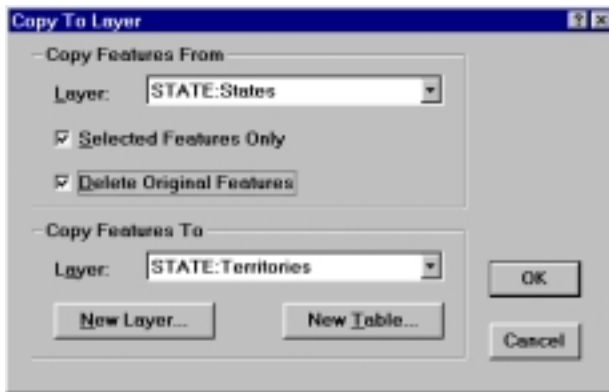 Copy To Layer
Copy Features From
Layer: STATE:States
Selected Features Only
Delete Original Features
Copy Features To
Layer: STATE:Territories
New Layer... New Table...
OK
Cancel